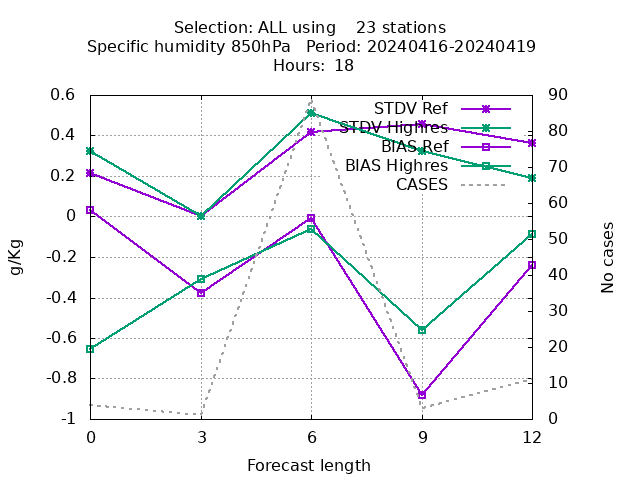 Selection: ALL using    23 stations
Specific humidity 850hPa   Period: 20240416-20240419
Hours: 18
STDV Ref
STDV Highres
BIAS Ref
BIAS Highres
CASES
0.6
0.4
0.2
0
-0.2
-0.4
-0.6
-0.8
-1
g/Kg
90
80
70
60
50
40
30
20
10
0
No cases
0 3 6 9 12
Forecast length